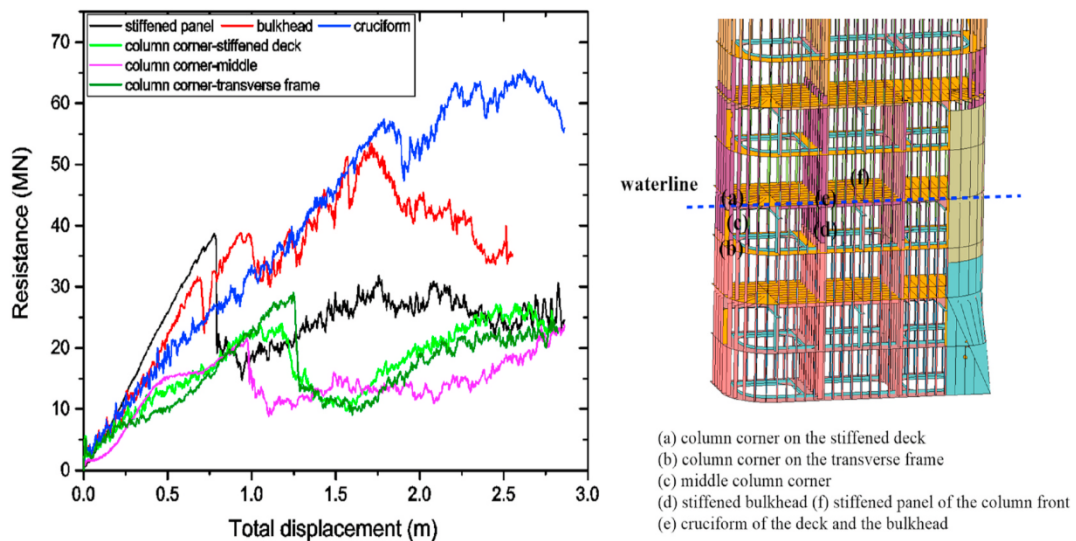 stiffened panel bulkhead cruciform
column corner-stiffened deck
column corner-middle
column corner-transverse frame
70
60
50
40
30
20
10
0
Resistance (MN)
0.0 0.5 1.0 1.5 2.0 2.5 3.0
Total displacement (m)
waterline
(f)
(a) (e)
(c) (d)
(b)
(a) column corner on the stiffened deck
(b) column corner on the transverse frame
(c) middle column corner
(d) stiffened bulkhead (f) stiffened panel of the column front
(e) cruciform of the deck and the bulkhead